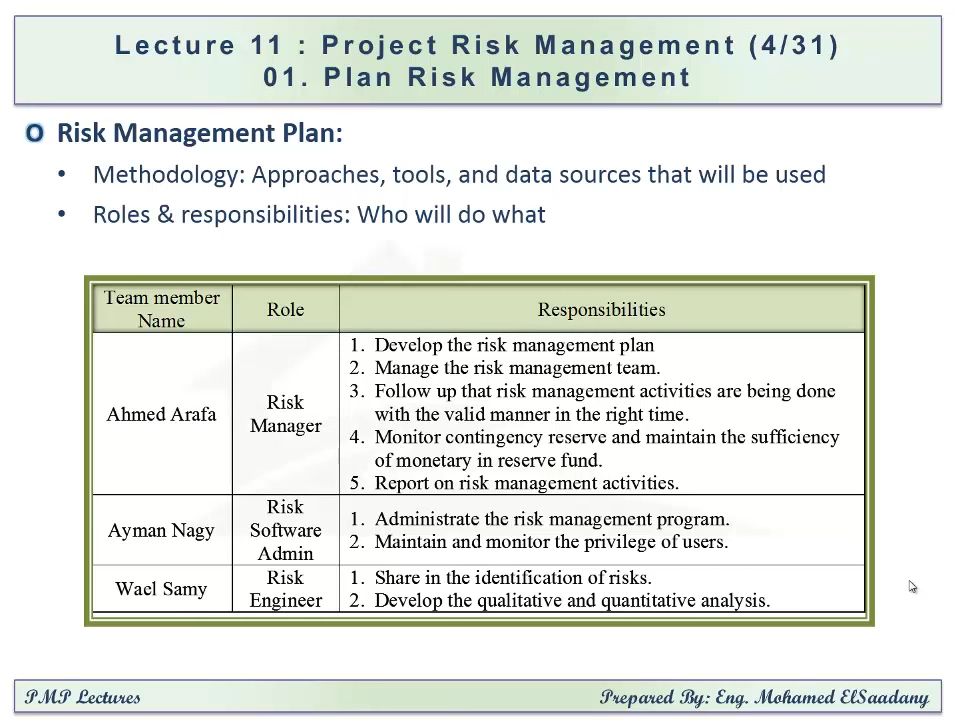 Lecture 11 : Project Risk Management (4/31)
01. Plan Risk Management
Risk Management Plan:
• Methodology: Approaches, tools, and data sources that will be used
• Roles & responsibilities: Who will do what
Team member Role Responsibilities
Name
1. Develop the risk management plan
2. Manage the risk management team.
3. Follow up that risk management activities are being done
Ahmed Arafa Risk with the valid manner in the right time.
Manager 4. Monitor contingency reserve and maintain the sufficiency
of monetary in reserve fund.
5. Report on risk management activities.
Risk
Ayman Nagy Software 1. Administrate the risk management program.
Admin 2. Maintain and monitor the privilege of users.
Wael Samy Risk 1. Share in the identification of risks.
Engineer 2. Develop the qualitative and quantitative analysis.
PMP Lectures Prepared By: Eng. Mohamed ElSaadany